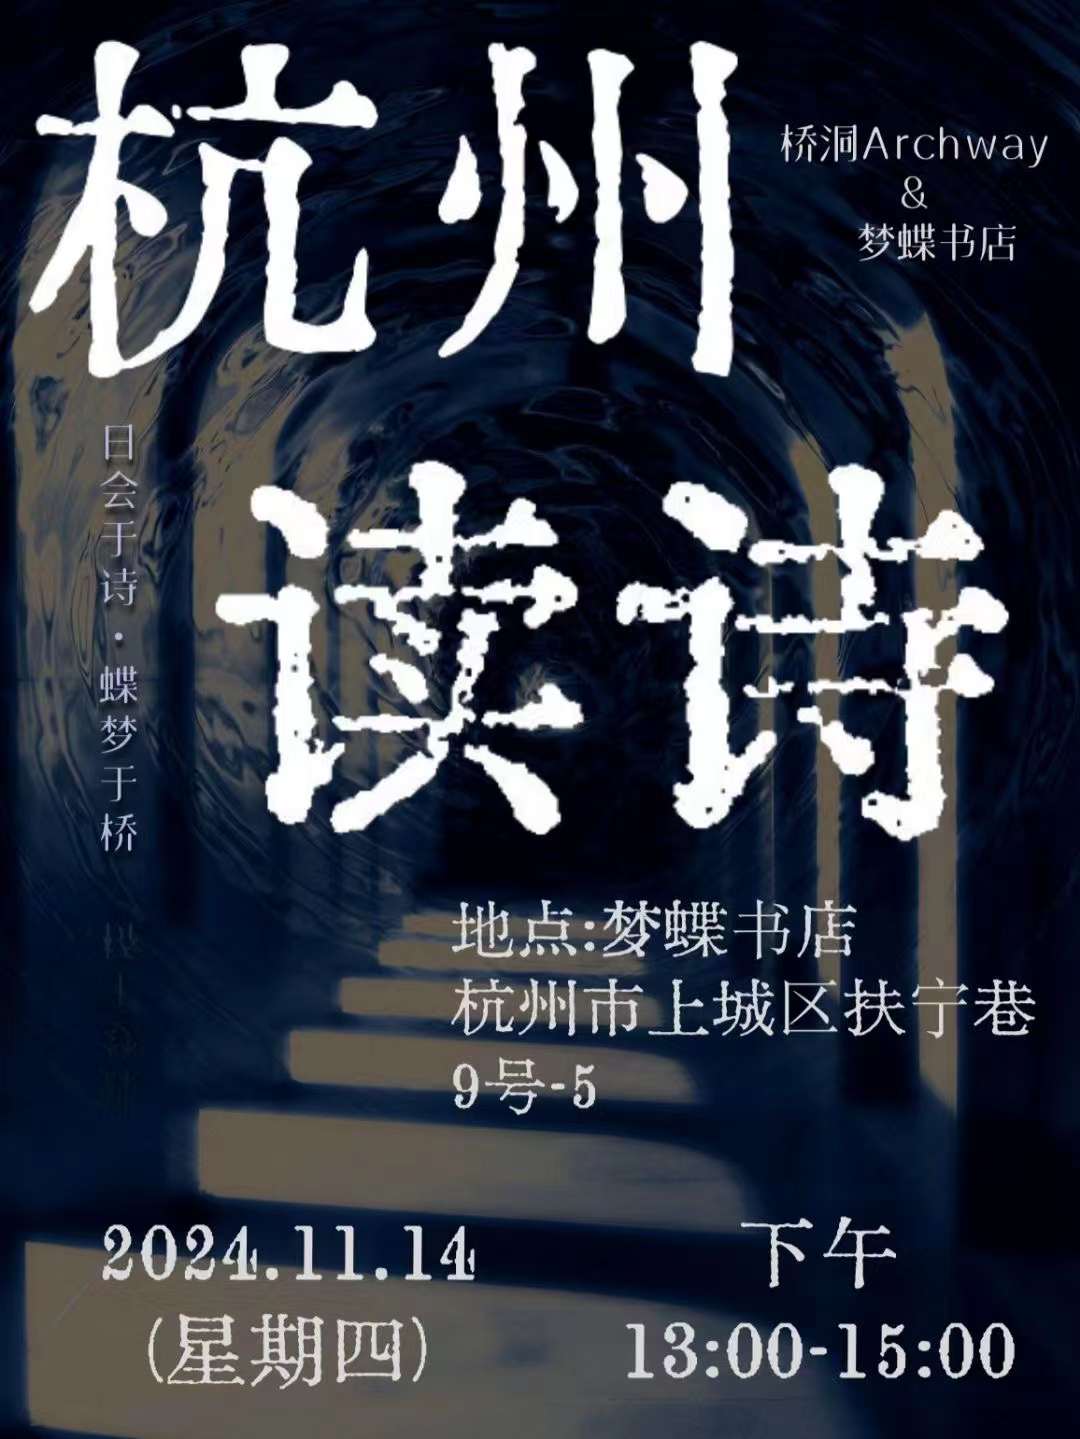 杭州
桥洞Archway
&
梦蝶书店
读诗
日会于诗·蝶梦于桥
地点:梦蝶书店
杭州市上城区扶宁巷
9号-5
2024.11.14
(星期四)
下午
13:00-15:00